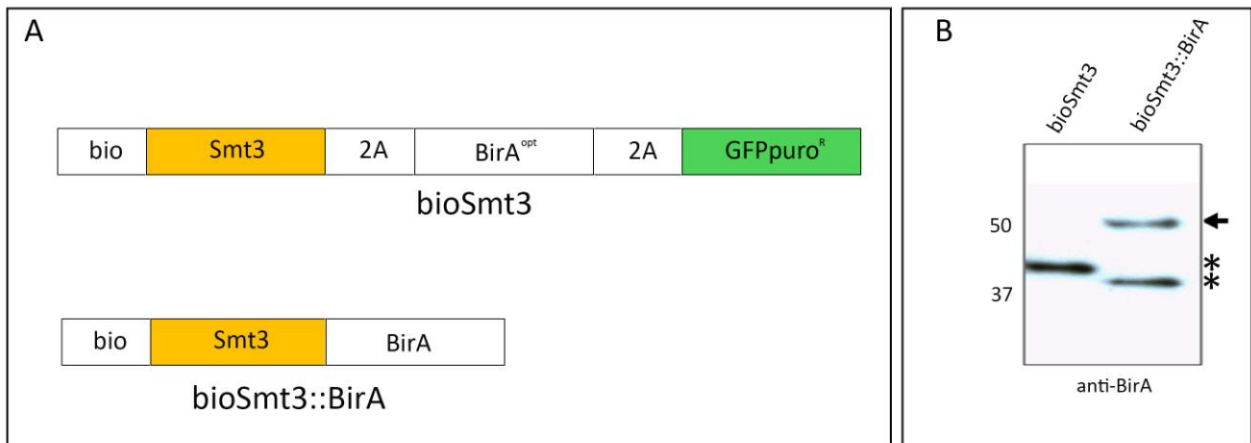 A
bio Smt3 2A BirA^opt 2A GFPpuro^R
bioSmt3
bio Smt3 BirA
bioSmt3::BirA
B
bioSmt3
bioSmt3::BirA
50
*
*
37
anti-BirA